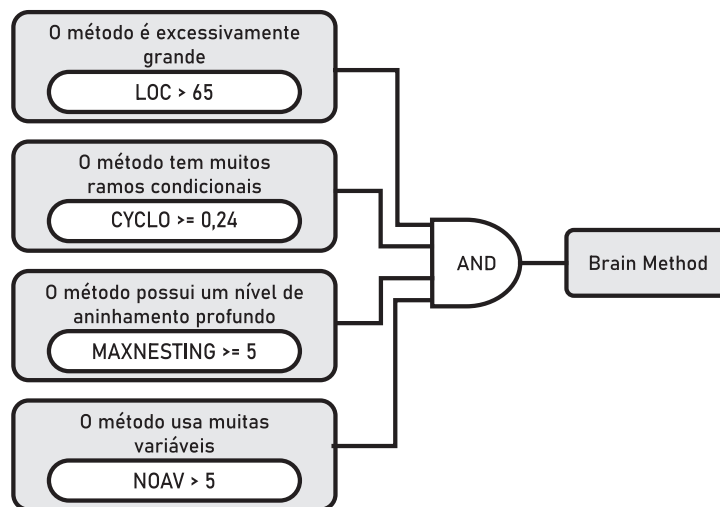 O método é excessivamente
grande
LOC > 65
O método tem muitos
ramos condicionais
CYCLO >= 0,24
O método possui um nível de
aninhamento profundo
MAXNESTING >= 5
O método usa muitas
variáveis
NOAV > 5
AND
Brain Method